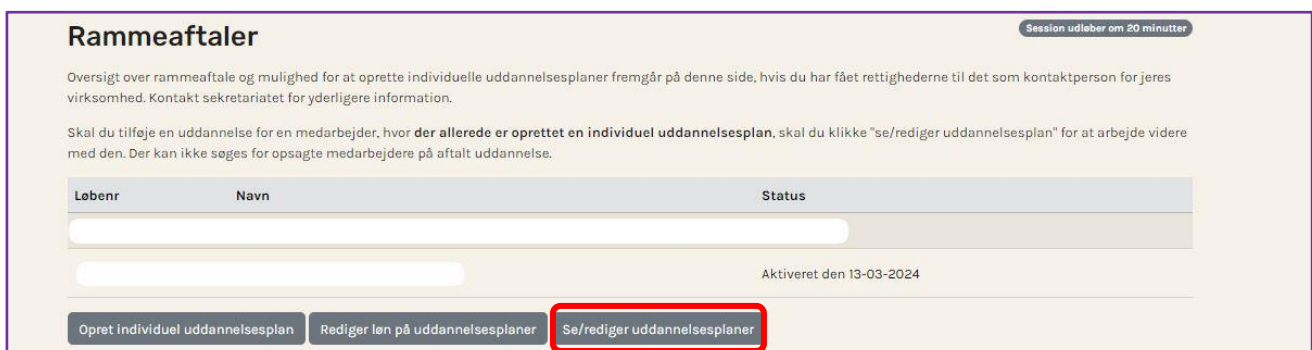 Rammeaftaler
Session udløber om 20 minutter
Oversigt over rammeaftale og mulighed for at oprette individuelle uddannelsesplaner fremgår på denne side, hvis du har fået rettighederne til det som kontaktperson for jeres
virksomhed. Kontakt sekretariatet for yderligere information.
Skal du tilføje en uddannelse for en medarbejder, hvor der allerede er oprettet en individuel uddannelsesplan, skal du klikke "se/rediger uddannelsesplan" for at arbejde videre
med den. Der kan ikke søges for opsagte medarbejdere på aftalt uddannelse.
Løbenr Navn Status
Aktiveret den 13-03-2024
Opret individuel uddannelsesplan Rediger løn på uddannelsesplaner Se/rediger uddannelsesplaner